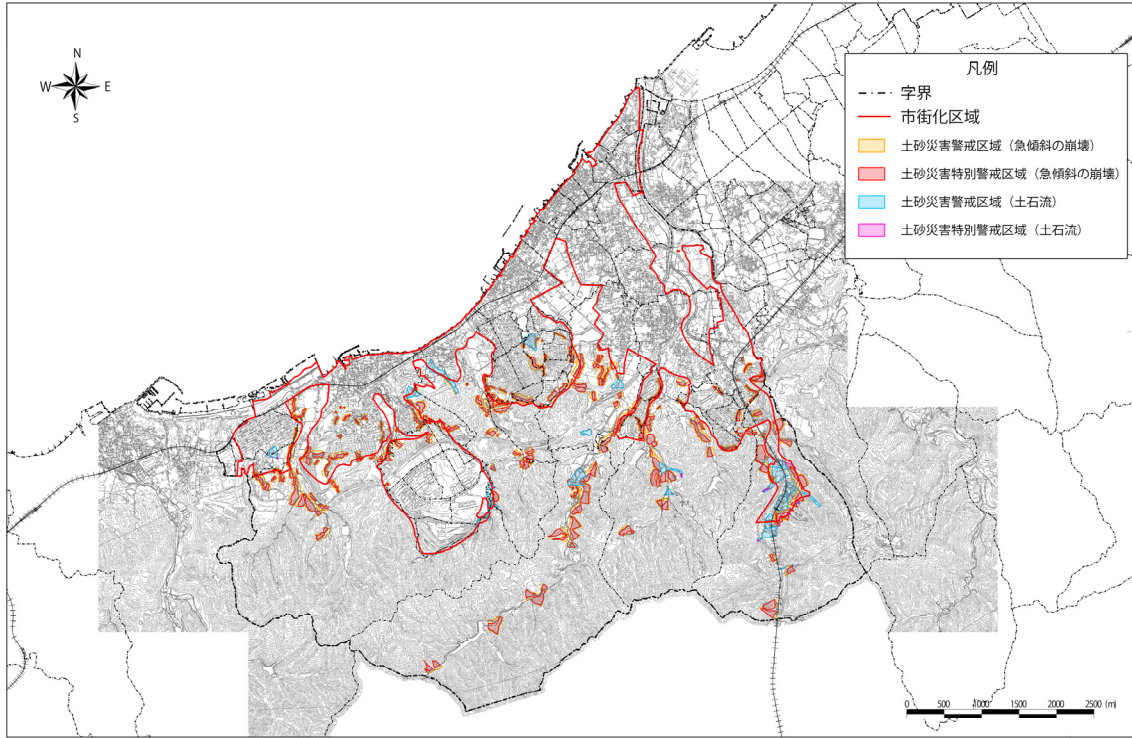 N
W
E
S
凡例
字界
市街化区域
土砂災害警戒区域（急傾斜の崩壊）
土砂災害特別警戒区域（急傾斜の崩壊）
土砂災害警戒区域（土石流）
土砂災害特別警戒区域（土石流）
0 500 1000 1500 2000 2500 (m)